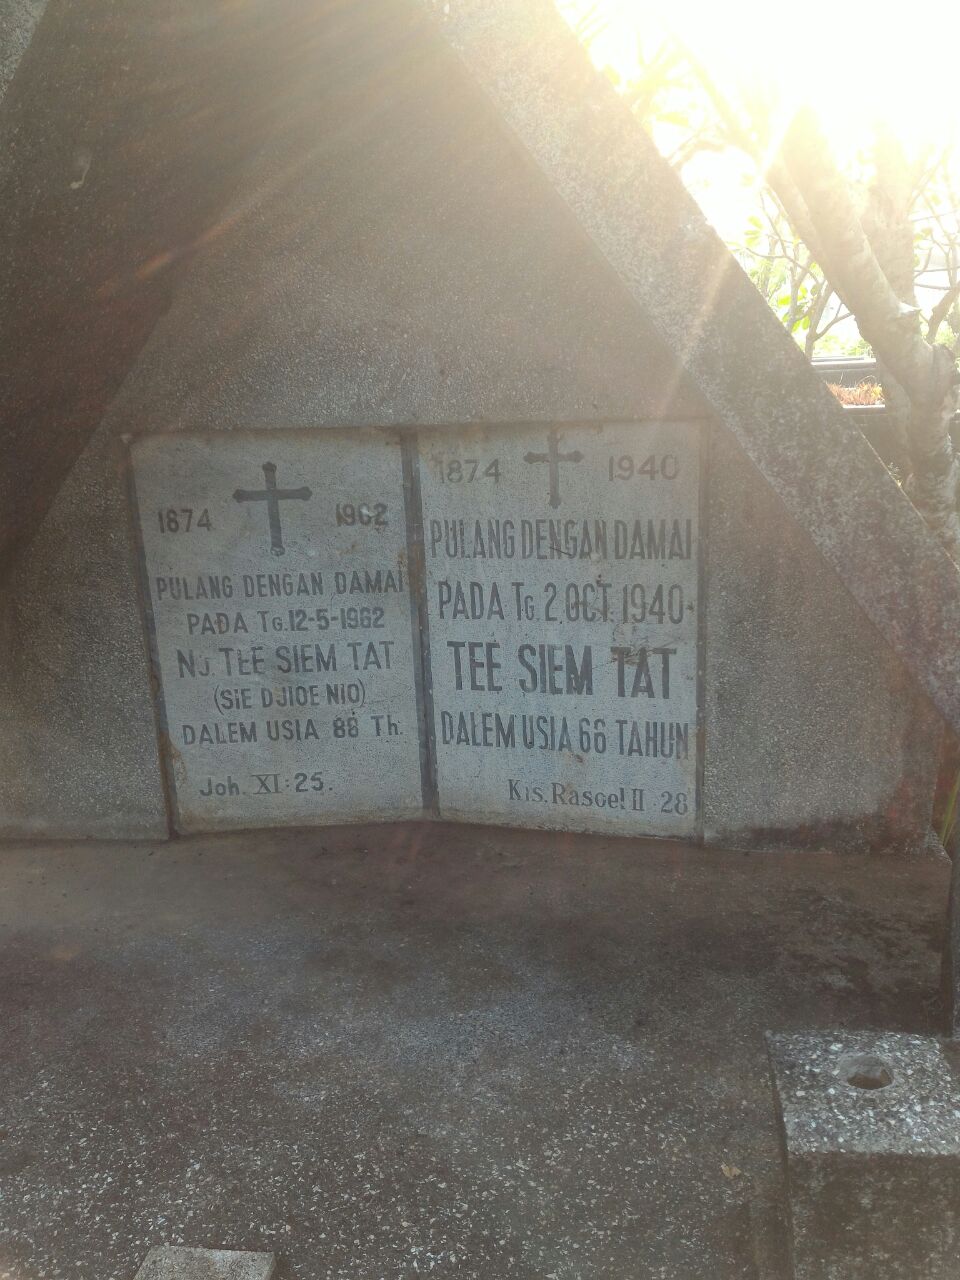 1874 1962
PULANG DENGAN DAMAI
PADA TG. 12-5-1962
NJ. TEE SIEM TAT
(SIE DJIOE NIO)
DALEM USIA 88 TH.
Joh. XI : 25.
1874 1940
PULANG DENGAN DAMAI
PADA TG. 2.OCT. 1940
TEE SIEM TAT
DALEM USIA 66 TAHUN
Kis. Rasoel II : 28